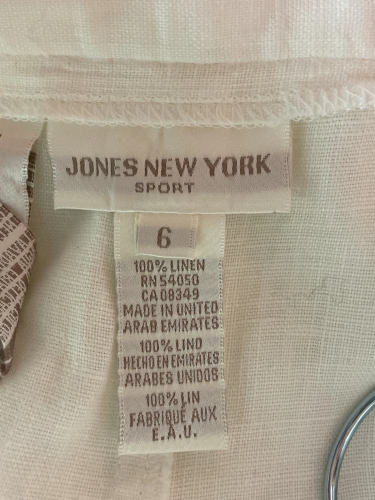 JONES NEW YORK
SPORT
6
100% LINEN
RN 54050
CA 08349
MADE IN UNITED
ARAB EMIRATES
100% LINO
HECHO EN EMIRATES
ARABES UNIDOS
100% LIN
FABRIQUÉ AUX
E.A.U.